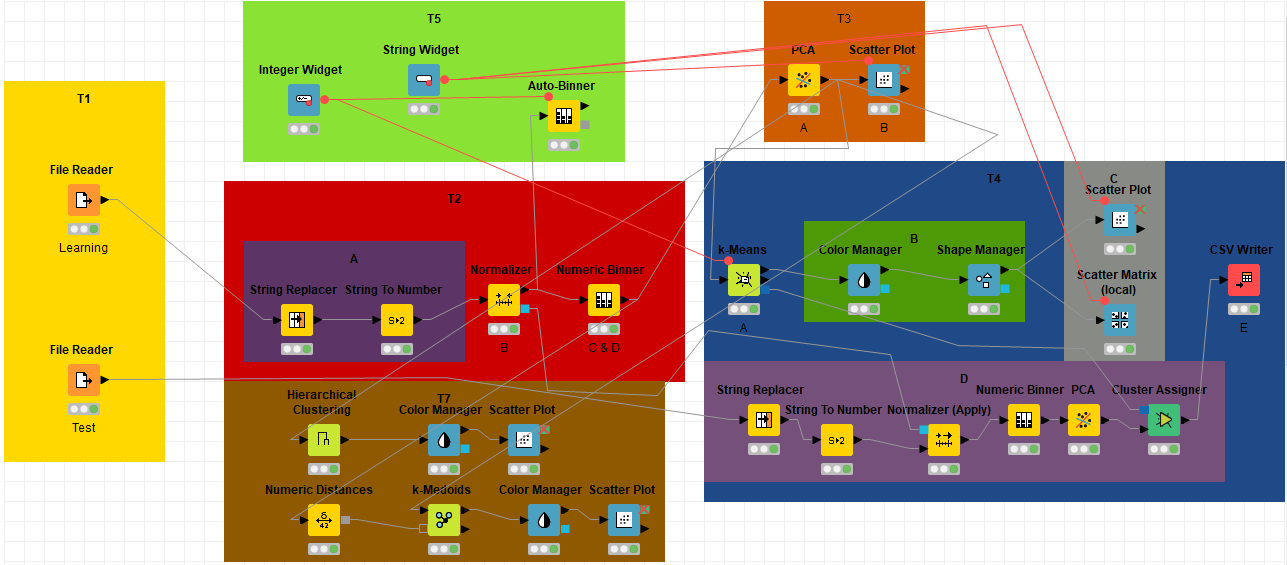 T5
T3
String Widget
PCA
Scatter Plot
Integer Widget
Auto-Binner
T1
A
B
File Reader
Learning
T2
T4
C
Scatter Plot
A
B
Normalizer
Numeric Binner
k-Means
Color Manager
Shape Manager
CSV Writer
String Replacer
String To Number
Scatter Matrix
(local)
S▸2
A
E
B
C & D
File Reader
Test
D
Hierarchical
Clustering
T7
Color Manager
Scatter Plot
String Replacer
String To Number
Normalizer (Apply)
Numeric Binner
PCA
Cluster Assigner
S▸2
Numeric Distances
k-Medoids
Color Manager
Scatter Plot
δ
42